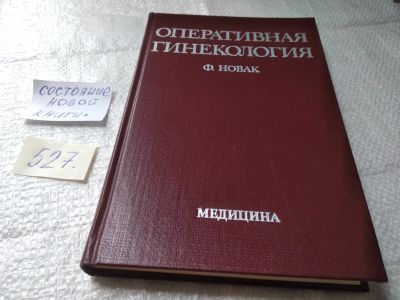 ОПЕРАТИВНАЯ
ГИНЕКОЛОГИЯ
Ф. НОВАК
МЕДИЦИНА
СОСТОЯНИЕ
НОВОЙ
КНИГИ.
527.